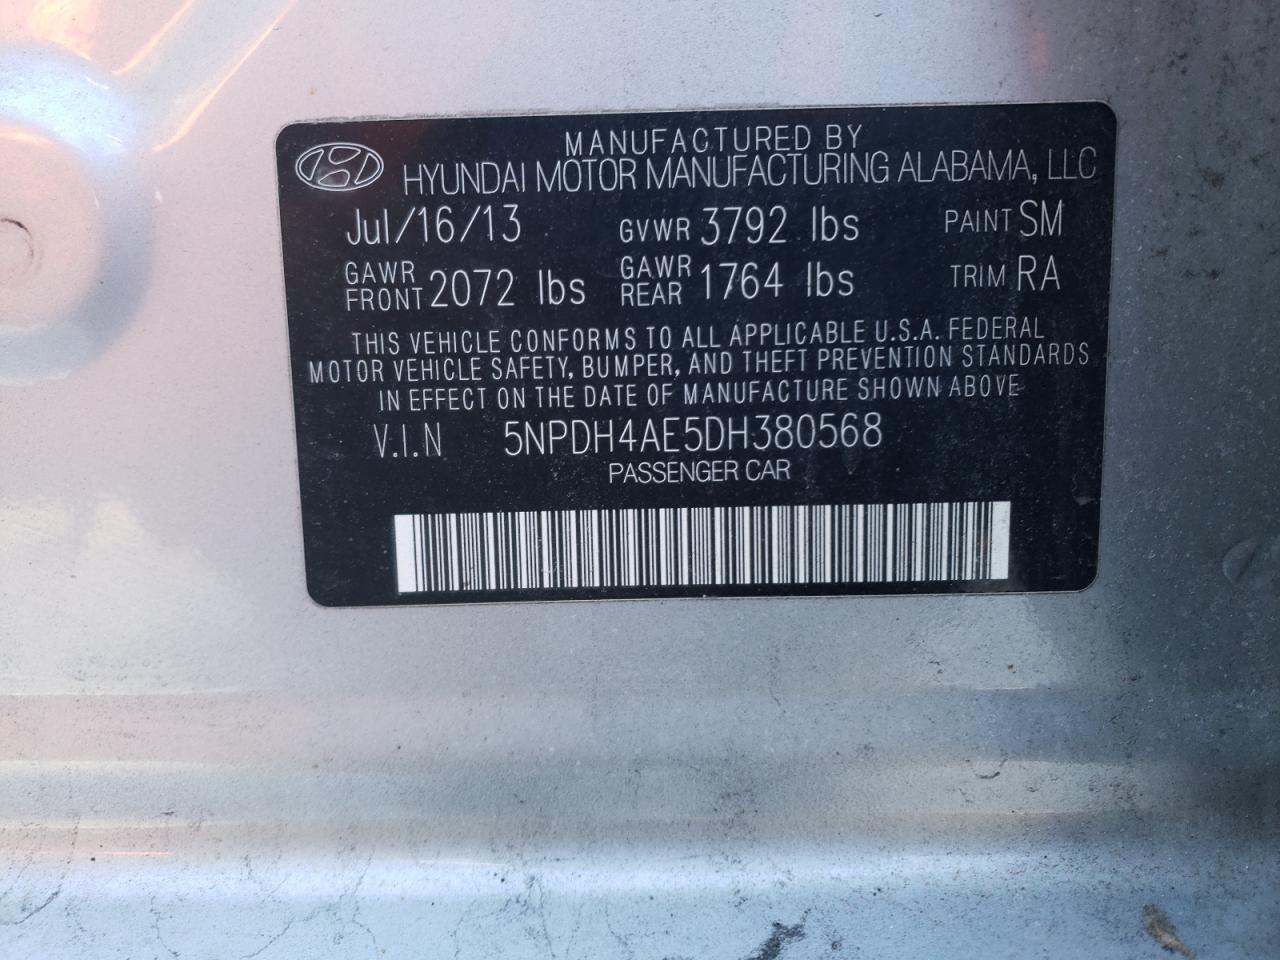 MANUFACTURED BY
HYUNDAI MOTOR MANUFACTURING ALABAMA, LLC
Jul/16/13 GVWR 3792 lbs PAINT SM
GAWR FRONT 2072 lbs GAWR REAR 1764 lbs TRIM RA
THIS VEHICLE CONFORMS TO ALL APPLICABLE U.S.A. FEDERAL
MOTOR VEHICLE SAFETY, BUMPER, AND THEFT PREVENTION STANDARDS
IN EFFECT ON THE DATE OF MANUFACTURE SHOWN ABOVE
V.I.N 5NPDH4AE5DH380568
PASSENGER CAR